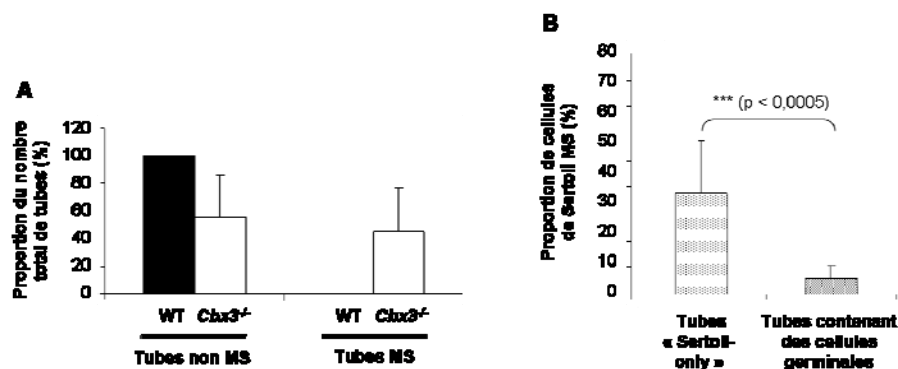 A
Proportion du nombre
total de tubes (%)
120
100
80
60
40
20
0
WT Cbx3-/-
Tubes non MS
WT Cbx3-/-
Tubes MS
B
Proportion de cellules
de Sertoli MS (%)
80
70
60
50
40
30
20
10
0
*** (p < 0,0005)
Tubes
« Sertoli-
only »
Tubes contenant
des cellules
germinales